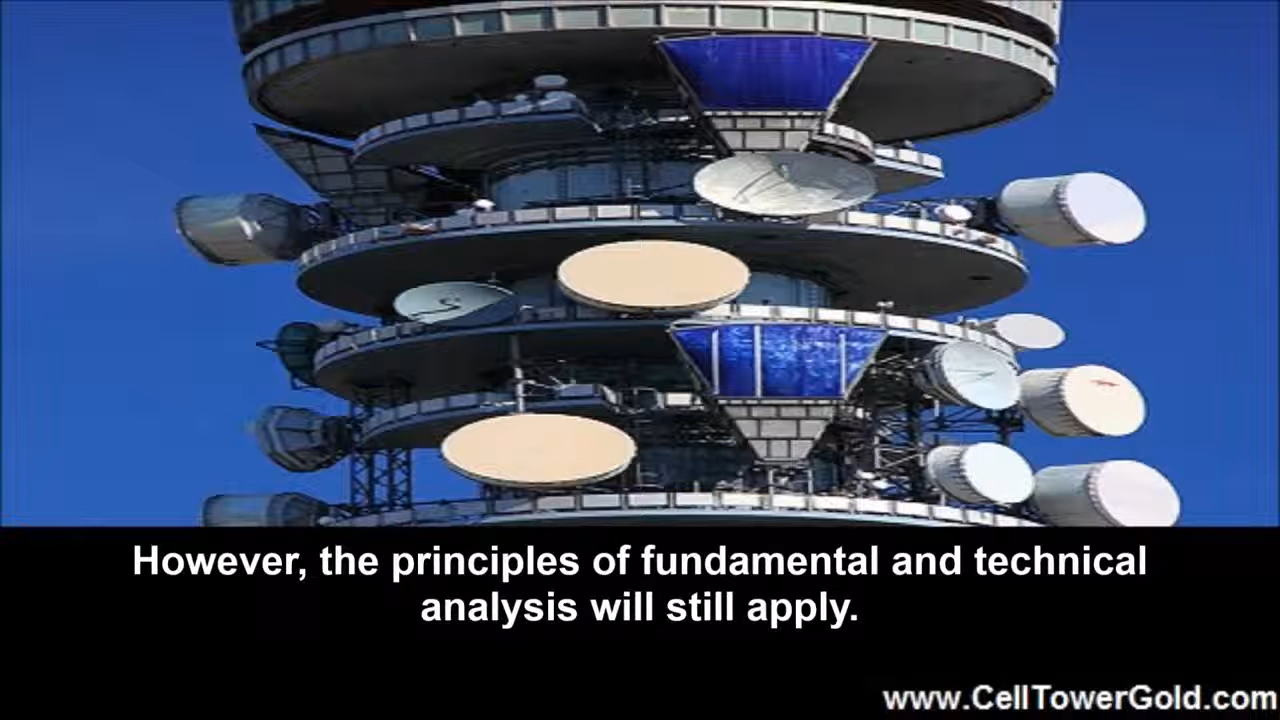 However, the principles of fundamental and technical
analysis will still apply.
www.CellTowerGold.com